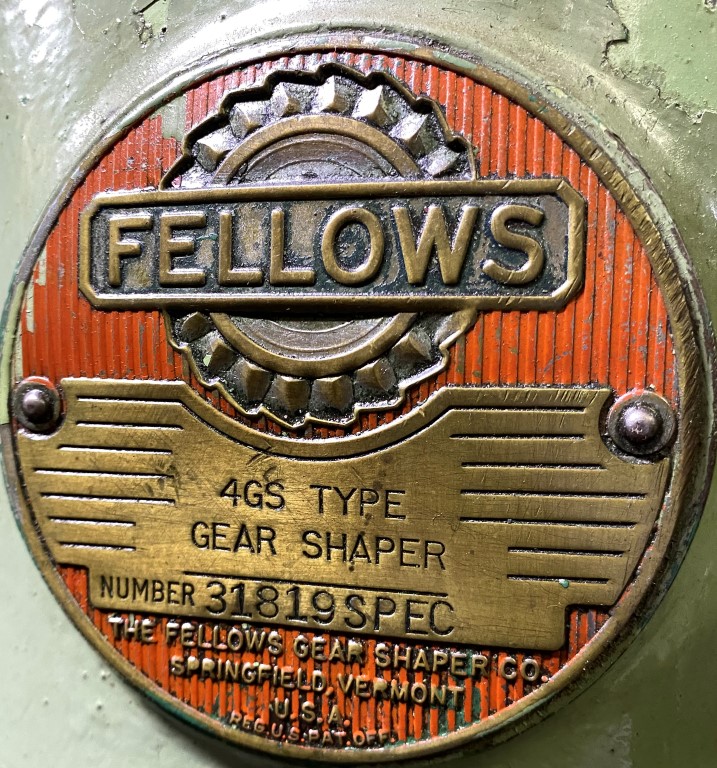 FELLOWS
4GS TYPE
GEAR SHAPER
NUMBER 31819SPEC
THE FELLOWS GEAR SHAPER CO.
SPRINGFIELD, VERMONT
U.S.A.
REG. U.S. PAT. OFF.